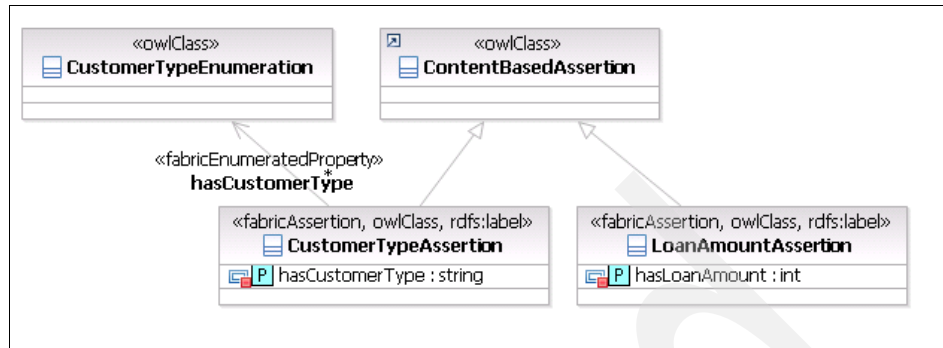 «owlClass»
CustomerTypeEnumeration
«owlClass»
ContentBasedAssertion
«fabricEnumeratedProperty»
*
hasCustomerType
«fabricAssertion, owlClass, rdfs:label»
CustomerTypeAssertion
P hasCustomerType : string
«fabricAssertion, owlClass, rdfs:label»
LoanAmountAssertion
P hasLoanAmount : int